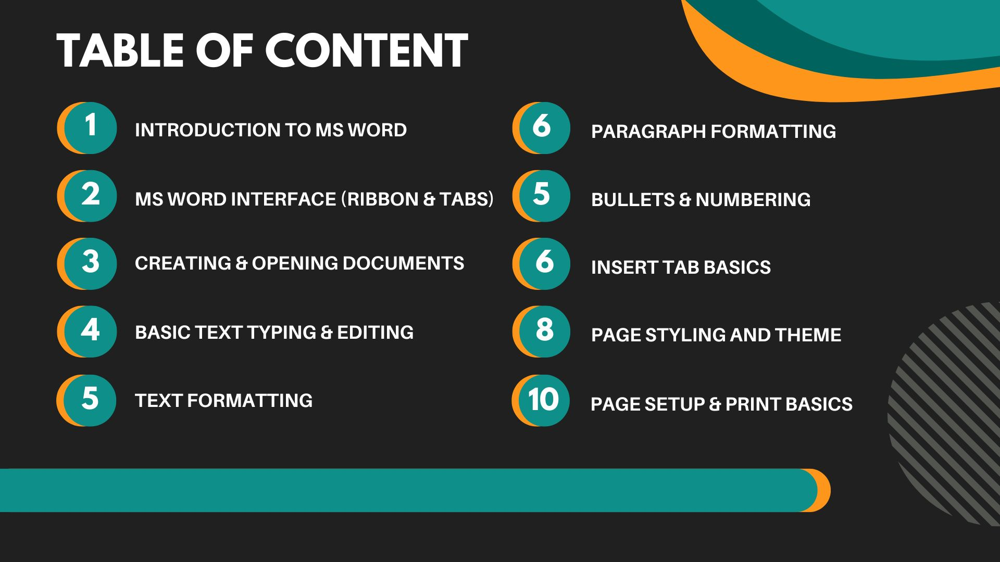 TABLE OF CONTENT
1 INTRODUCTION TO MS WORD
2 MS WORD INTERFACE (RIBBON & TABS)
3 CREATING & OPENING DOCUMENTS
4 BASIC TEXT TYPING & EDITING
5 TEXT FORMATTING
6 PARAGRAPH FORMATTING
5 BULLETS & NUMBERING
6 INSERT TAB BASICS
8 PAGE STYLING AND THEME
10 PAGE SETUP & PRINT BASICS